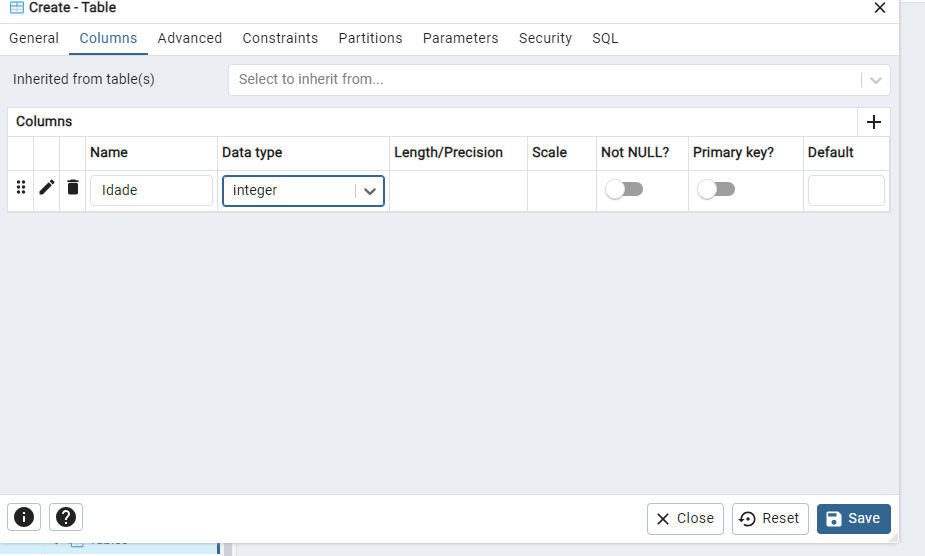 Create - Table
General Columns Advanced Constraints Partitions Parameters Security SQL
Inherited from table(s) Select to inherit from...
Columns
Name Data type Length/Precision Scale Not NULL? Primary key? Default
Idade integer
Close Reset Save